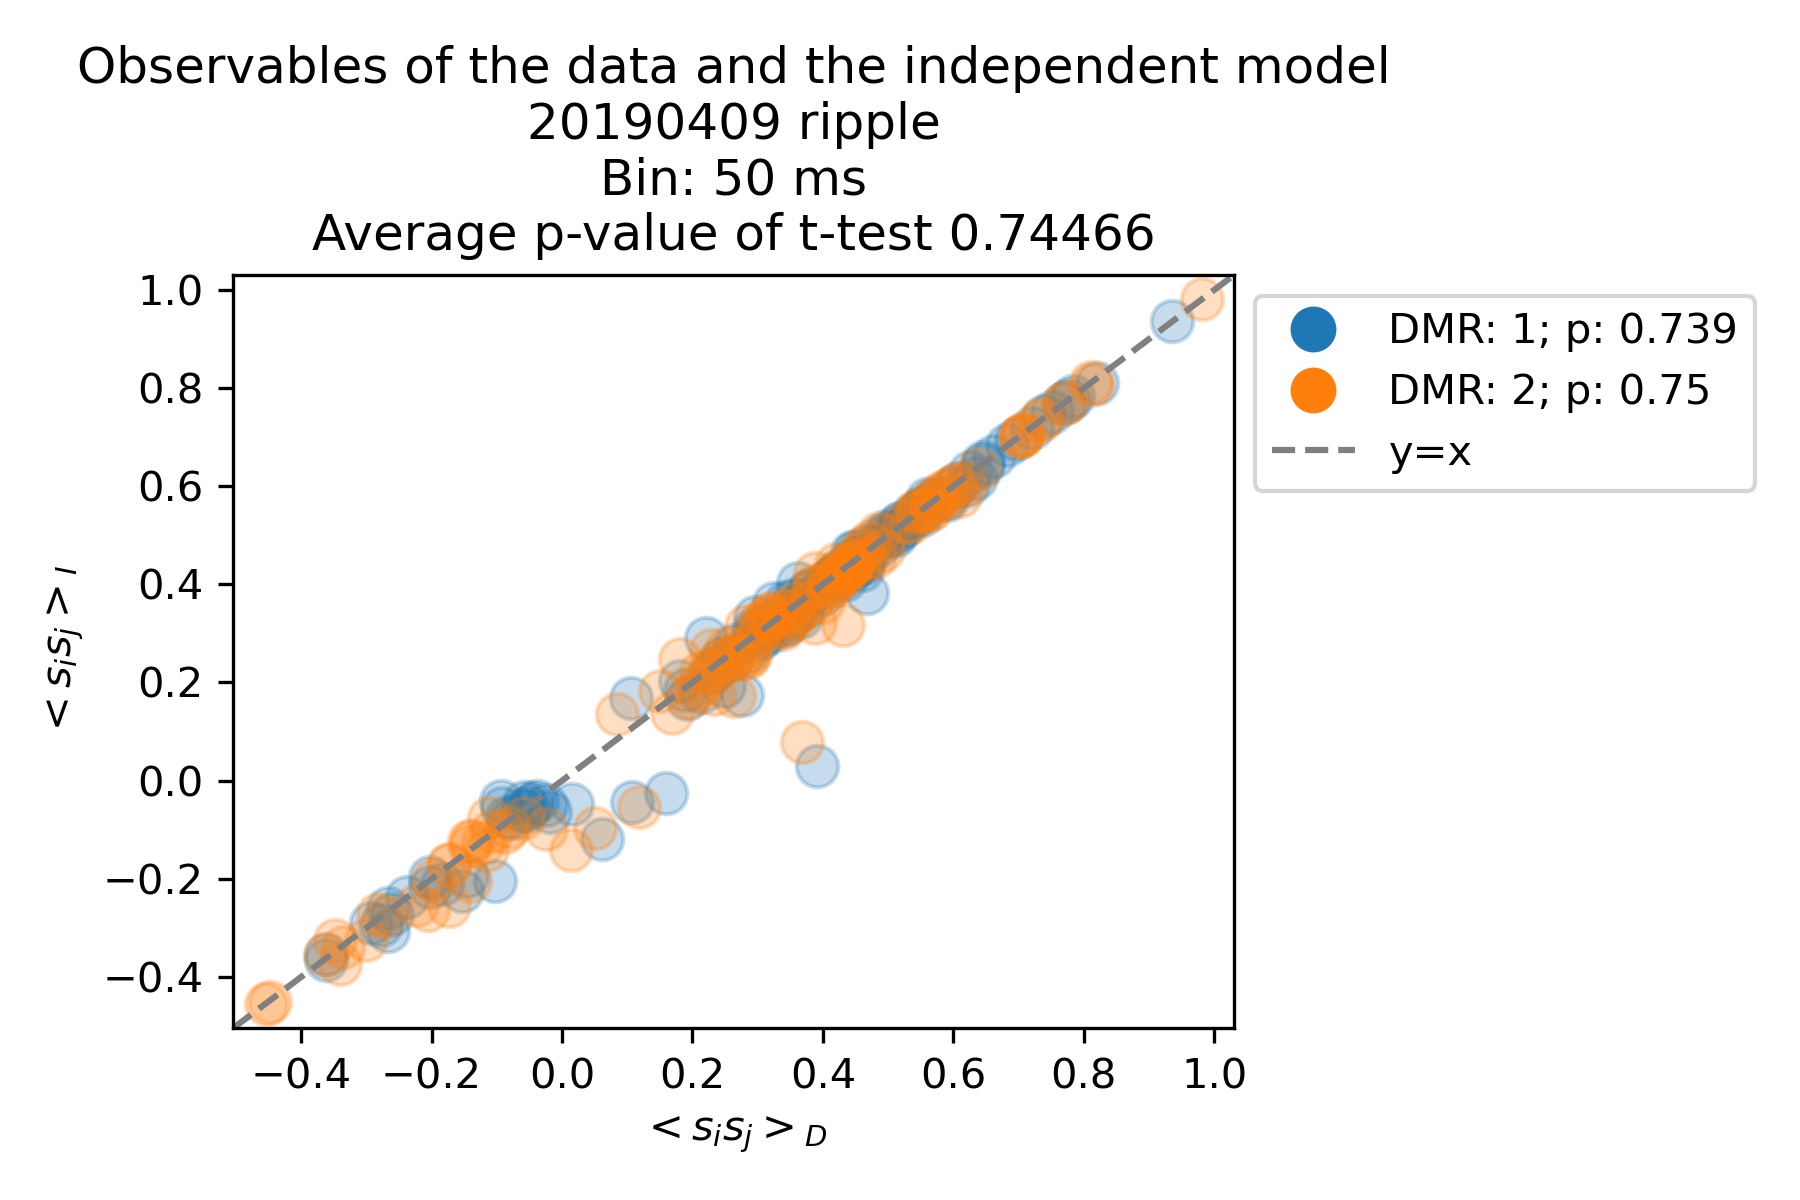 Observables of the data and the independent model
20190409 ripple
Bin: 50 ms
Average p-value of t-test 0.74466
1.0
0.8
0.6
0.4
0.2
0.0
−0.2
−0.4
< s_i s_j >_I
−0.4 −0.2 0.0 0.2 0.4 0.6 0.8 1.0
< s_i s_j >_D
DMR: 1; p: 0.739
DMR: 2; p: 0.75
y=x